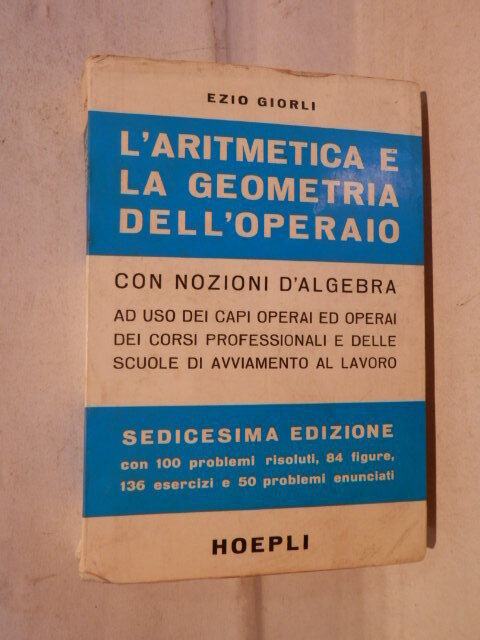 EZIO GIORLI
L'ARITMETICA E
LA GEOMETRIA
DELL'OPERAIO
CON NOZIONI D'ALGEBRA
AD USO DEI CAPI OPERAI ED OPERAI
DEI CORSI PROFESSIONALI E DELLE
SCUOLE DI AVVIAMENTO AL LAVORO
SEDICESIMA EDIZIONE
con 100 problemi risoluti, 84 figure,
136 esercizi e 50 problemi enunciati
HOEPLI